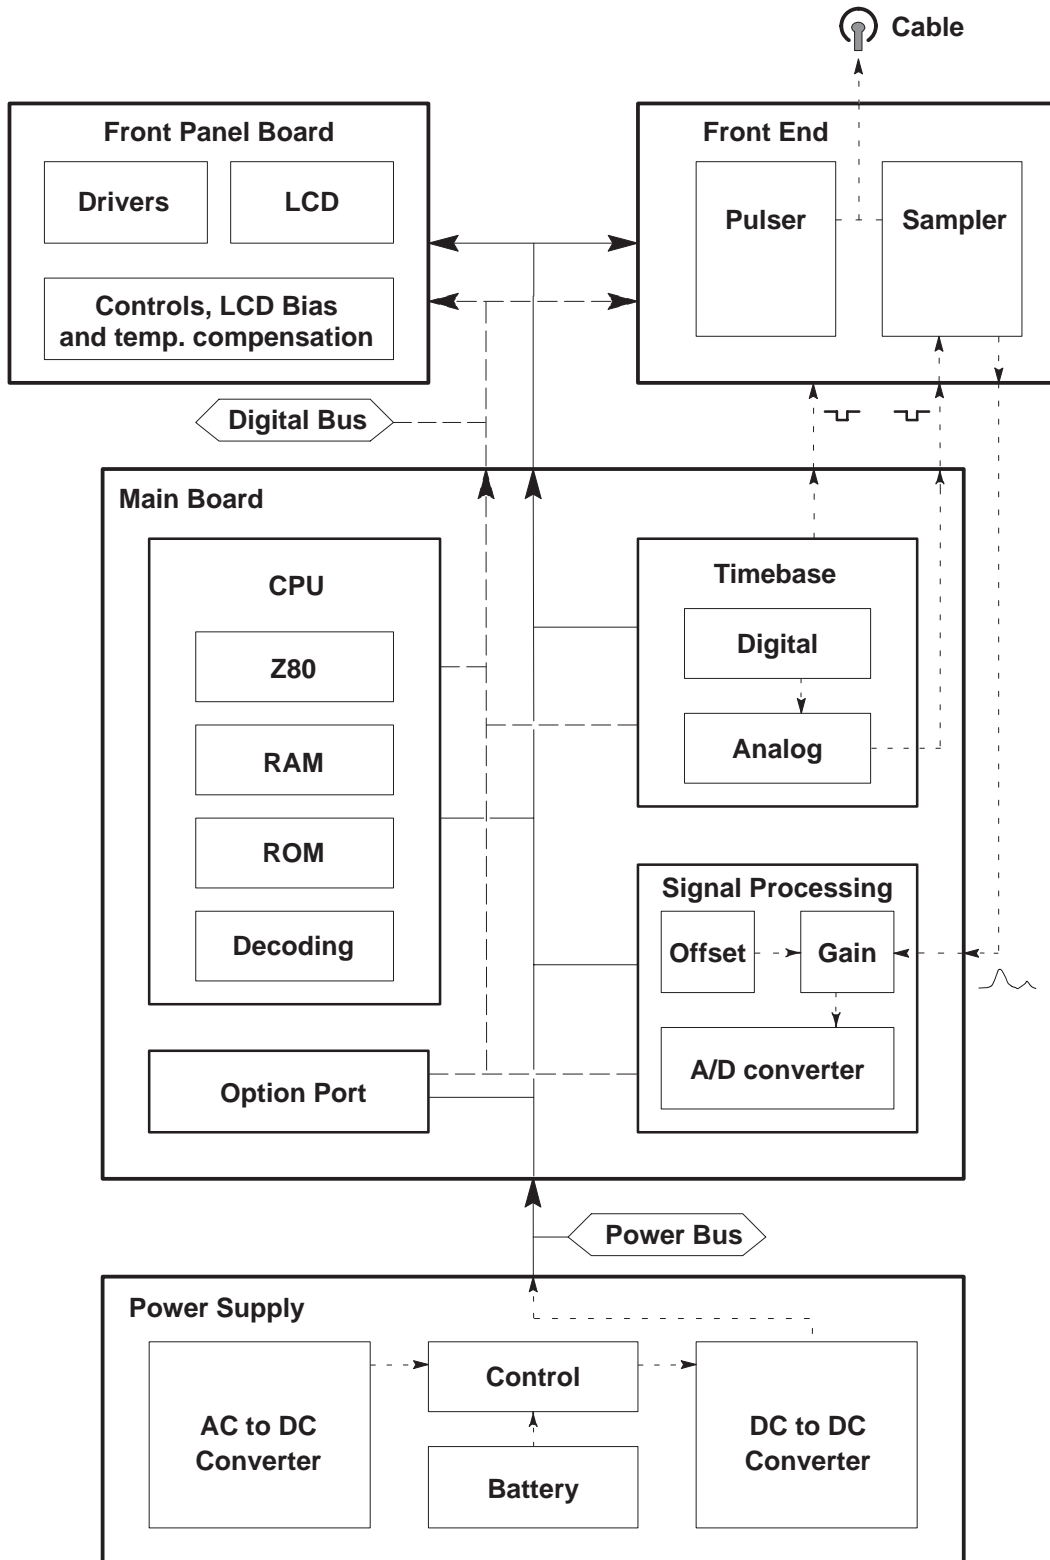 Cable
Front Panel Board
Drivers
LCD
Controls, LCD Bias
and temp. compensation
Front End
Pulser
Sampler
Digital Bus
Main Board
CPU
Z80
RAM
ROM
Decoding
Option Port
Timebase
Digital
Analog
Signal Processing
Offset
Gain
A/D converter
Power Bus
Power Supply
AC to DC
Converter
Control
Battery
DC to DC
Converter